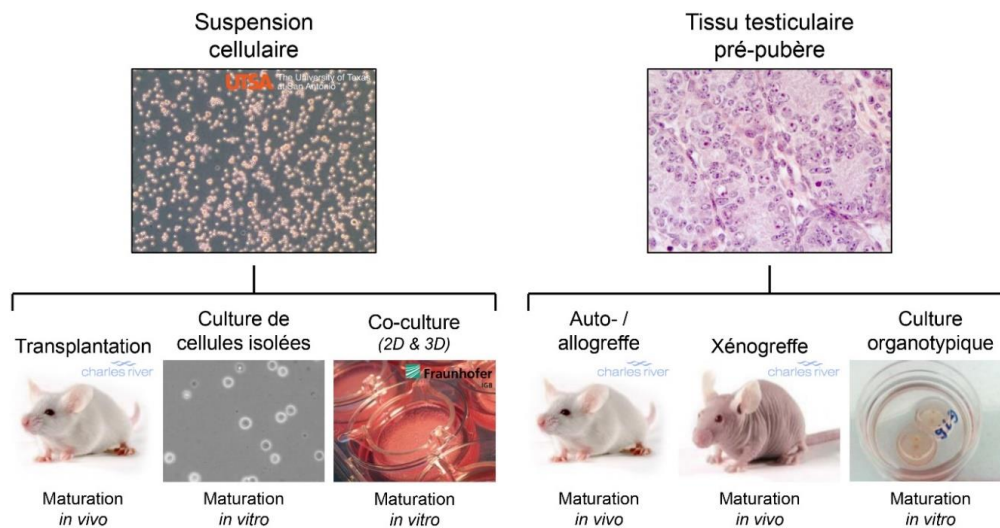 Suspension
cellulaire
UTSA The University of Texas
at San Antonio™
Tissu testiculaire
pré-pubère
Transplantation
charles river
Culture de
cellules isolées
Co-culture
(2D & 3D)
Fraunhofer
IGB
Auto- /
allogreffe
charles river
Xénogreffe
charles river
Culture
organotypique
Maturation
in vivo
Maturation
in vitro
Maturation
in vitro
Maturation
in vivo
Maturation
in vivo
Maturation
in vitro